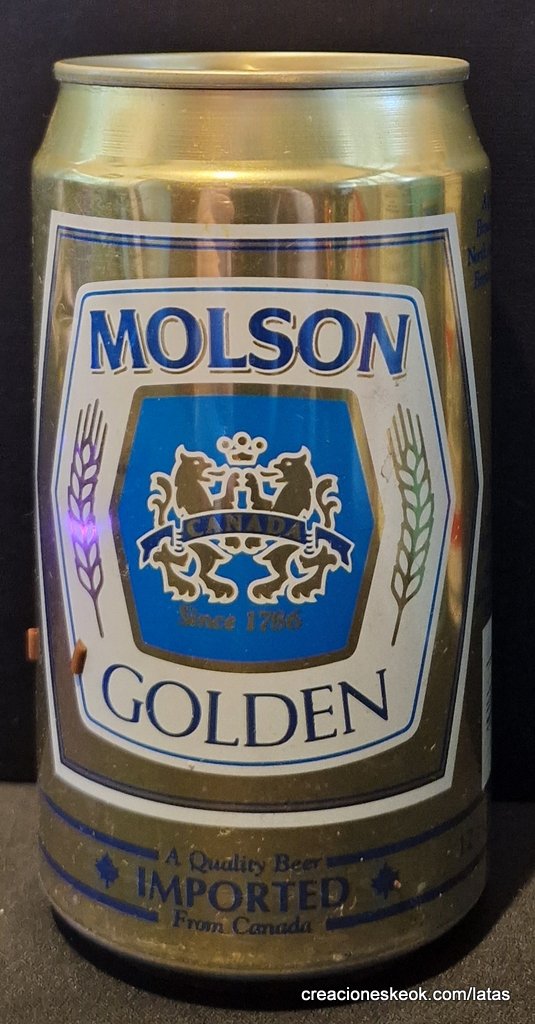 MOLSON
CANADA
Since 1786
GOLDEN
A Quality Beer
IMPORTED
From Canada
creacioneskeok.com/latas